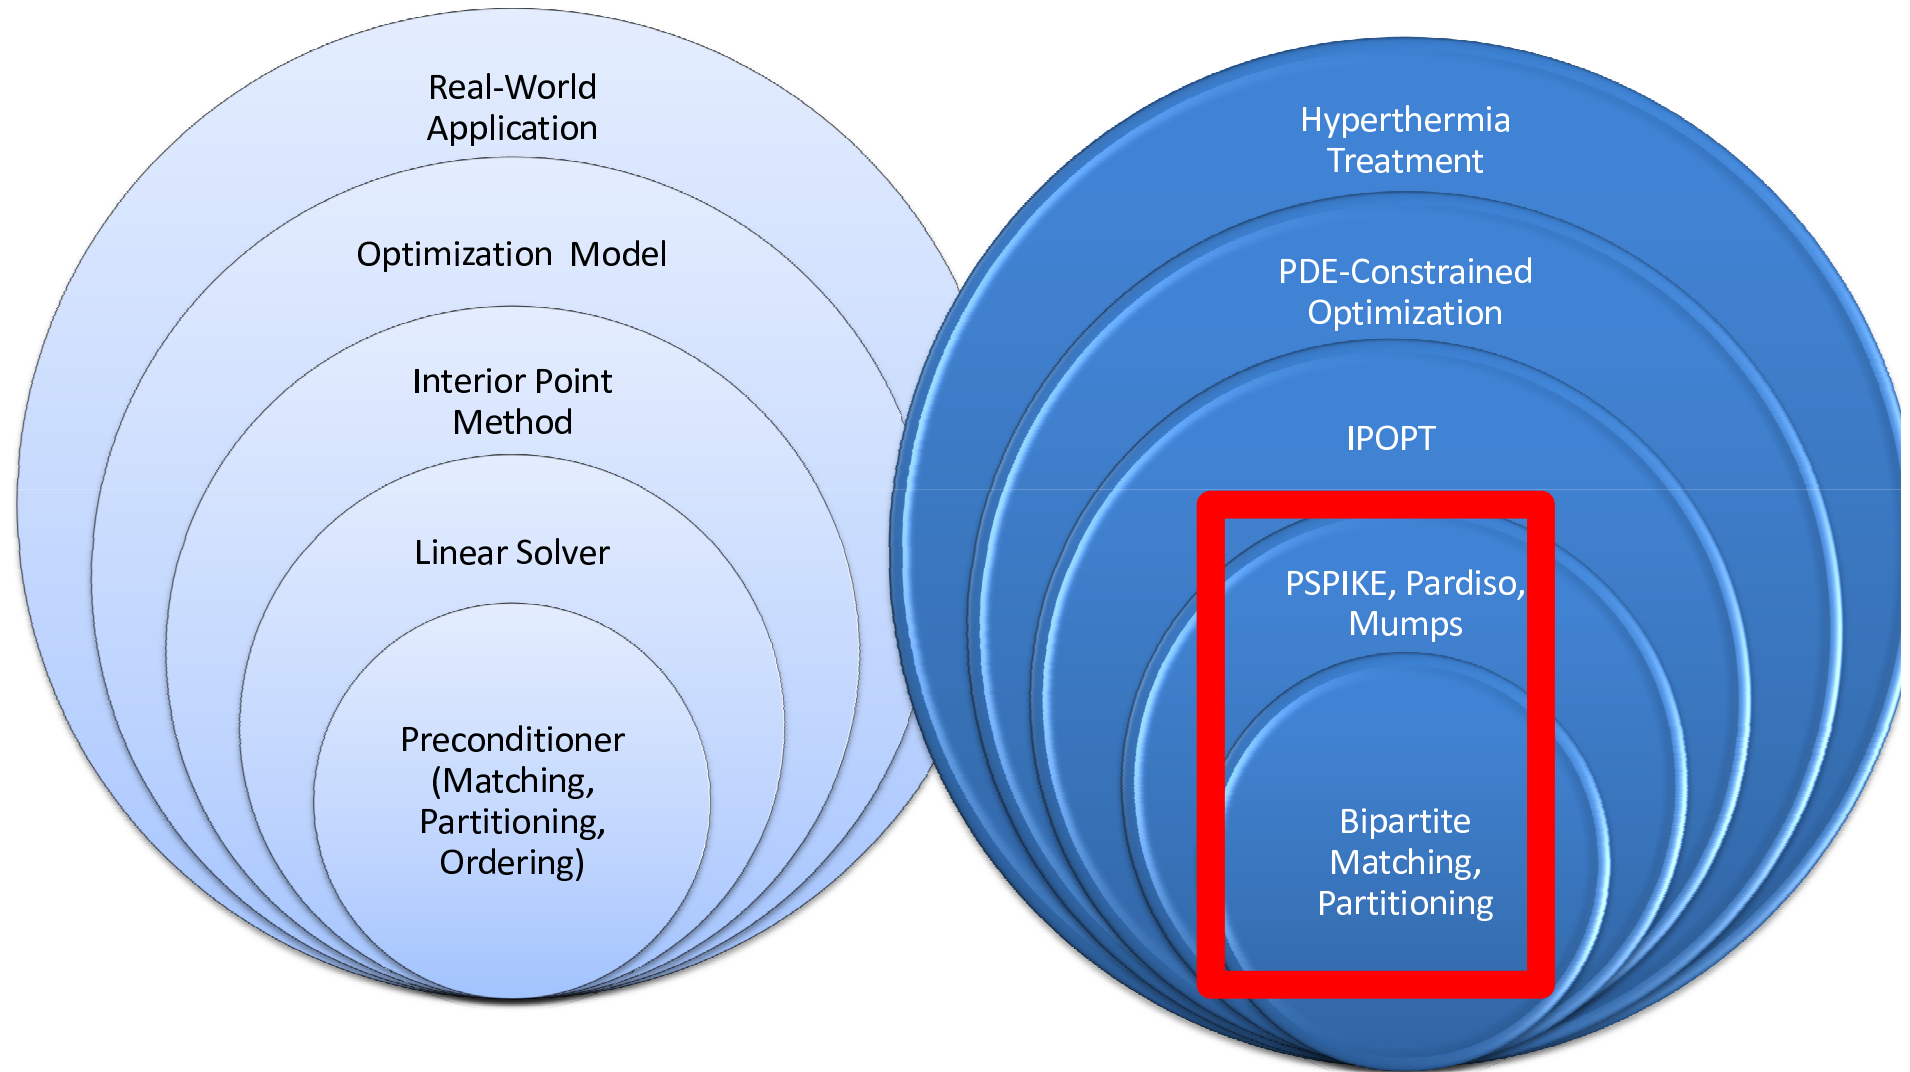 Real-World
Application
Optimization Model
Interior Point
Method
Linear Solver
Preconditioner
(Matching,
Partitioning,
Ordering)
Hyperthermia
Treatment
PDE-Constrained
Optimization
IPOPT
PSPIKE, Pardiso,
Mumps
Bipartite
Matching,
Partitioning